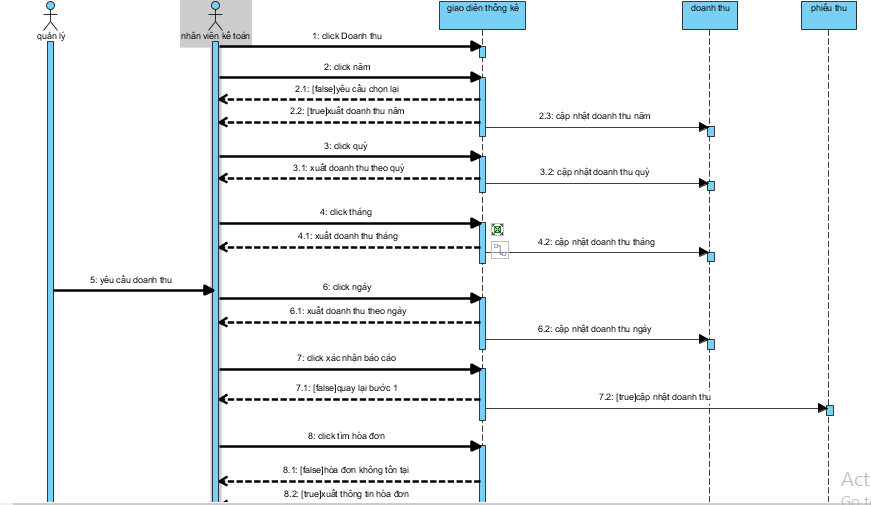 quản lý
nhân viên kế toán
giao diên thống kê
doanh thu
phiếu thu
1: click Doanh thu
2: click năm
2.1: [false]yêu cầu chọn lại
2.2: [true]xuất doanh thu năm
2.3: cập nhật doanh thu năm
3: click quý
3.1: xuất doanh thu theo quý
3.2: cập nhật doanh thu quý
4: click tháng
4.1: xuất doanh thu tháng
4.2: cập nhật doanh thu tháng
5: yêu cầu doanh thu
6: click ngáy
6.1: xuất doanh thu theo ngáy
6.2: cập nhật doanh thu ngáy
7: click xác nhận báo cáo
7.1: [false]quay lại bước 1
7.2: [true]cập nhật doanh thu
8: click tìm hóa đơn
8.1: [false]hóa đơn không tồn tại
8.2: [true]xuất thông tin hóa đơn
Act
Go t